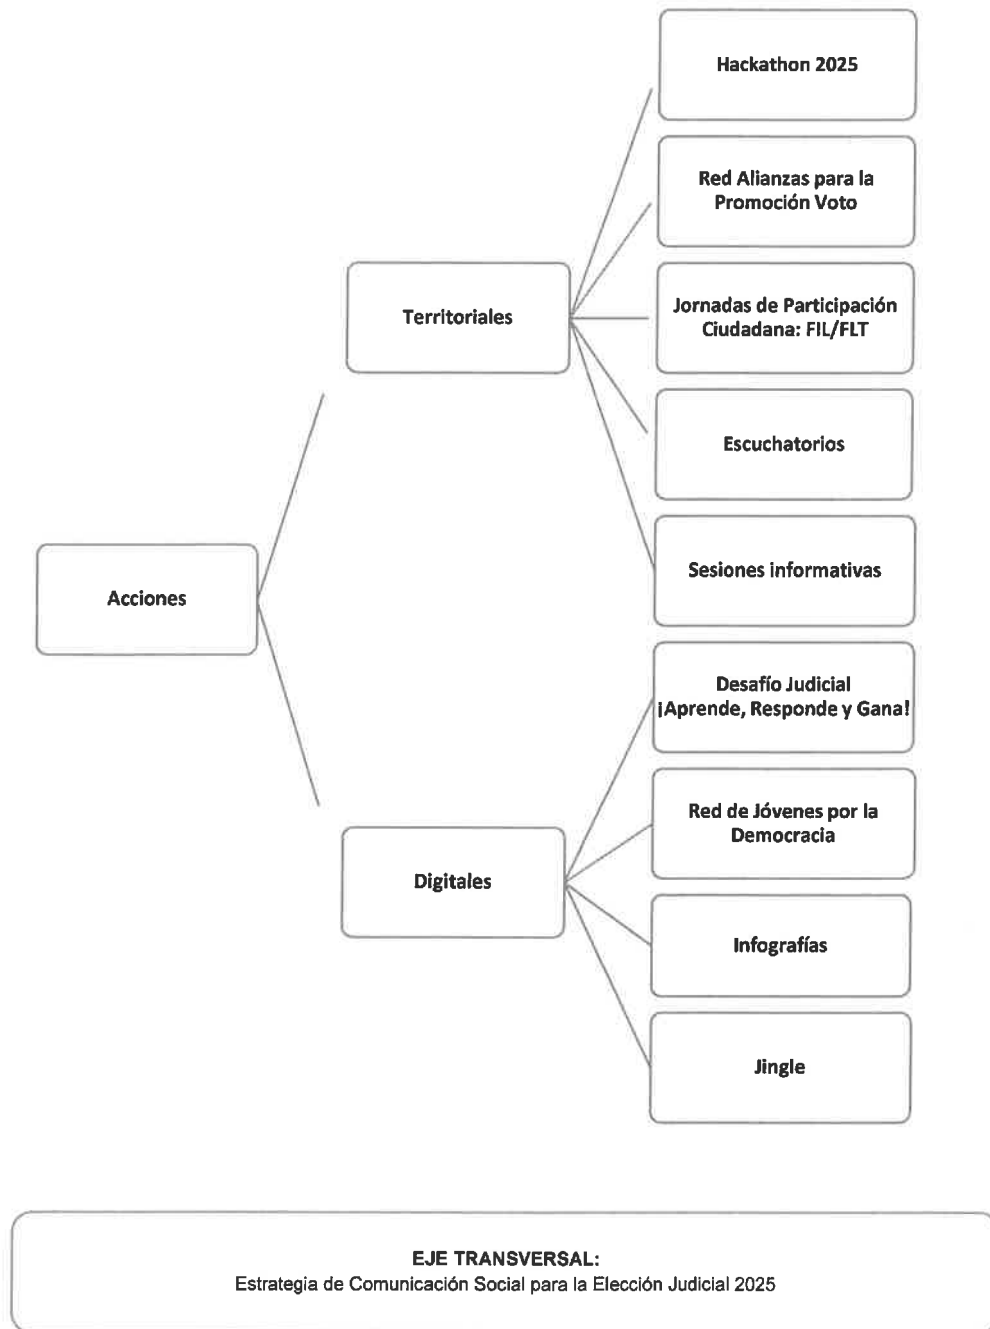 Hackathon 2025
Red Alianzas para la
Promoción Voto
Territoriales
Jornadas de Participación
Ciudadana: FIL/FLT
Escuchatorios
Sesiones informativas
Acciones
Desafío Judicial
¡Aprende, Responde y Gana!
Red de Jóvenes por la
Democracia
Digitales
Infografías
Jingle
EJE TRANSVERSAL:
Estrategia de Comunicación Social para la Elección Judicial 2025